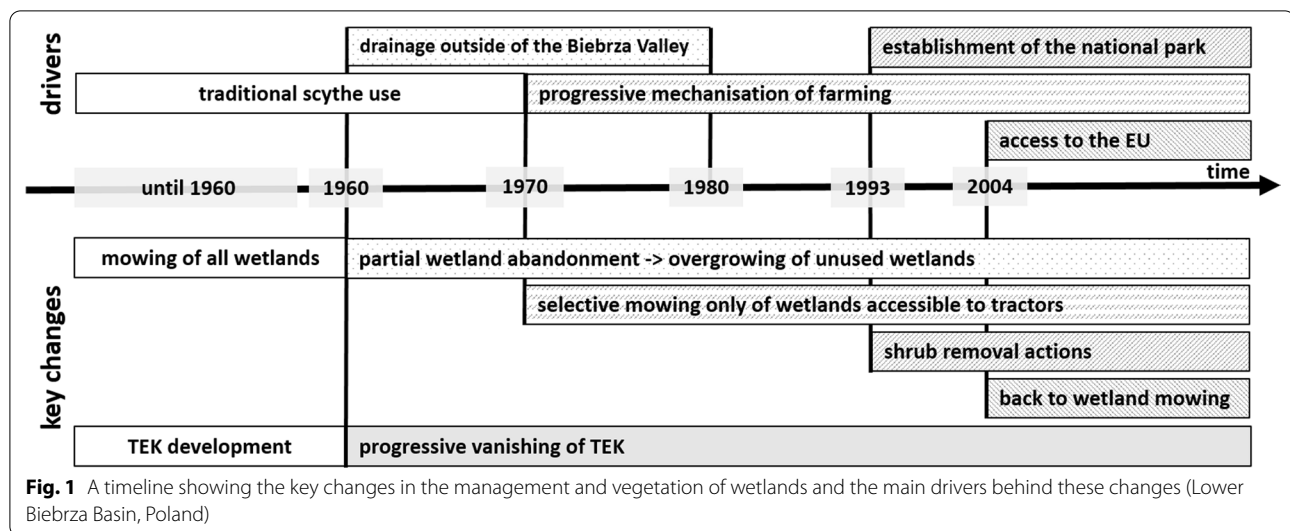 drivers
drainage outside of the Biebrza Valley
establishment of the national park
traditional scythe use
progressive mechanisation of farming
access to the EU
time
until 1960
1960
1970
1980
1993
2004
key changes
mowing of all wetlands
partial wetland abandonment -> overgrowing of unused wetlands
selective mowing only of wetlands accessible to tractors
shrub removal actions
back to wetland mowing
TEK development
progressive vanishing of TEK
Fig. 1 A timeline showing the key changes in the management and vegetation of wetlands and the main drivers behind these changes (Lower
Biebrza Basin, Poland)